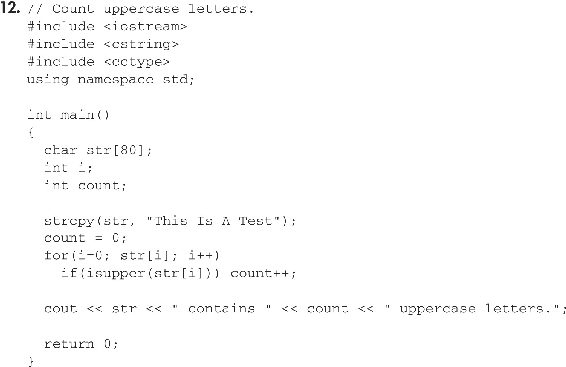 12. // Count uppercase letters.
#include <iostream>
#include <cstring>
#include <cctype>
using namespace std;

int main()
{
  char str[80];
  int i;
  int count;

  strcpy(str, "This Is A Test");
  count = 0;
  for(i=0; str[i]; i++)
    if(isupper(str[i])) count++;

  cout << str << " contains " << count << " uppercase letters.";

  return 0;
}